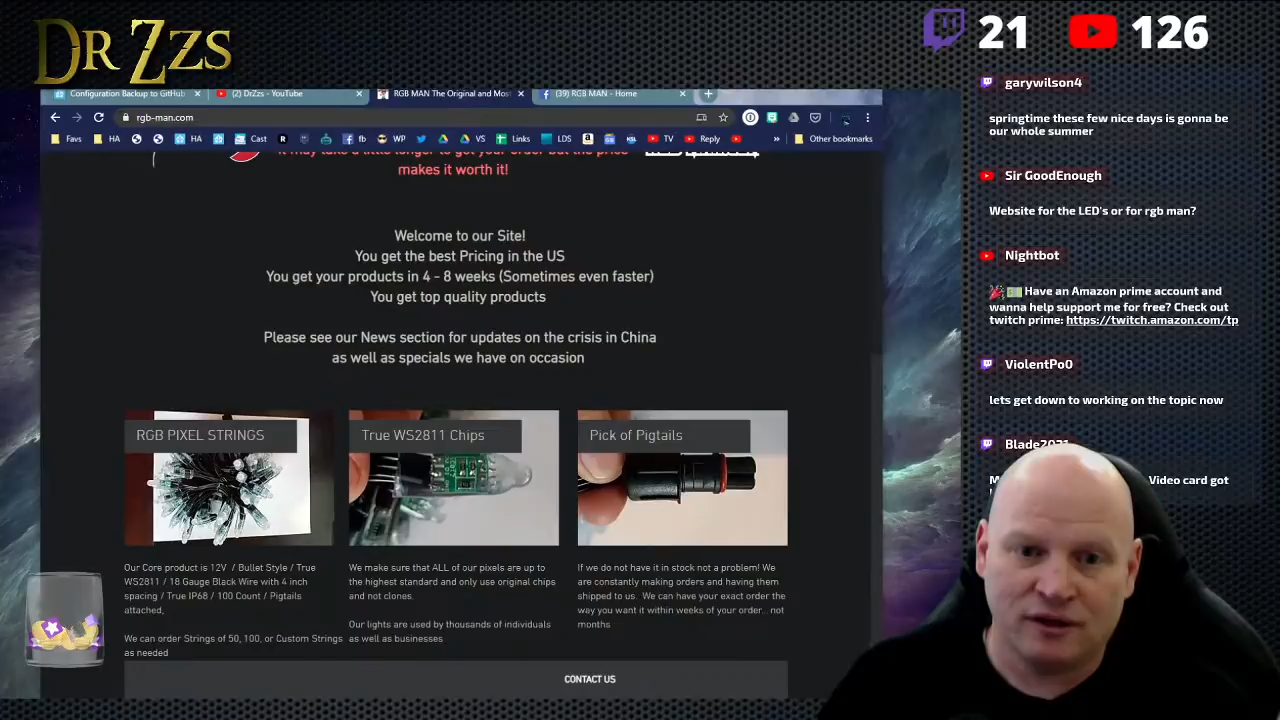 DR ZZS
21
126
Configuration Backup to GitHub
(2) DrZzs - YouTube
RGB MAN The Original and Most
(39) RGB MAN - Home
rgb-man.com
Favs
HA
HA
Cast
R
fb
WP
VS
Links
LDS
TV
Reply
Other bookmarks
makes it worth it!
Welcome to our Site!
You get the best Pricing in the US
You get your products in 4 - 8 weeks (Sometimes even faster)
You get top quality products
Please see our News section for updates on the crisis in China
as well as specials we have on occasion
RGB PIXEL STRINGS
True WS2811 Chips
Pick of Pigtails
Our Core product is 12V / Bullet Style / True
WS2811 / 18 Gauge Black Wire with 4 inch
spacing / True IP68 / 100 Count / Pigtails
attached,
We can order Strings of 50, 100, or Custom Strings
as needed
We make sure that ALL of our pixels are up to
the highest standard and only use original chips
and not clones.
Our lights are used by thousands of individuals
as well as businesses
If we do not have it in stock not a problem! We
are constantly making orders and having them
shipped to us. We can have your exact order the
way you want it within weeks of your order.. not
months
CONTACT US
garywilson4
springtime these few nice days is gonna be
our whole summer
Sir GoodEnough
Website for the LED's or for rgb man?
Nightbot
Have an Amazon prime account and
wanna help support me for free? Check out
twitch prime: https://twitch.amazon.com/tp
ViolentPo0
lets get down to working on the topic now
Video card got